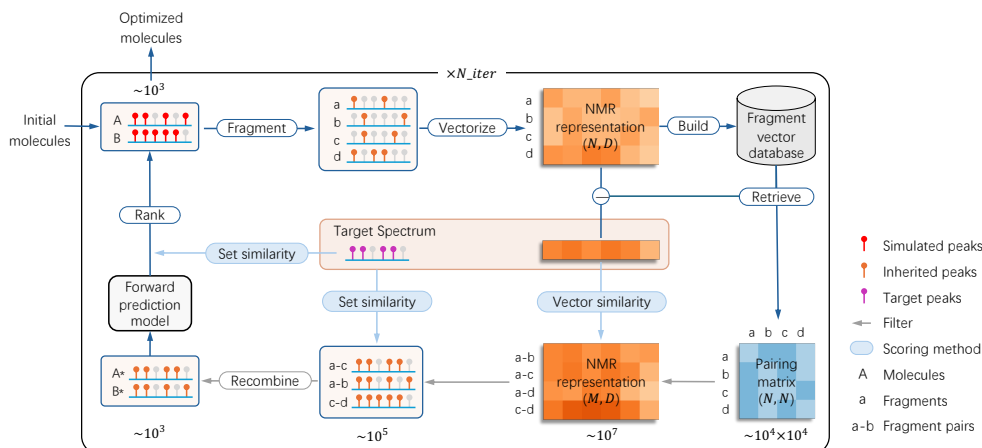 Optimized
molecules
×N_iter
~10³
Initial
molecules
A
B
Fragment
a
b
c
d
Vectorize
a
b
c
d
NMR
representation
(N, D)
Build
Fragment
vector
database
Rank
Retrieve
Target Spectrum
Set similarity
Forward
prediction
model
Set similarity
Vector similarity
A*
B*
Recombine
a-c
a-b
c-d
a-b
a-c
a-d
c-d
NMR
representation
(M, D)
a b c d
a
b
c
d
Pairing
matrix
(N, N)
~10³
~10⁵
~10⁷
~10⁴×10⁴
Simulated peaks
Inherited peaks
Target peaks
Filter
Scoring method
A Molecules
a Fragments
a-b Fragment pairs